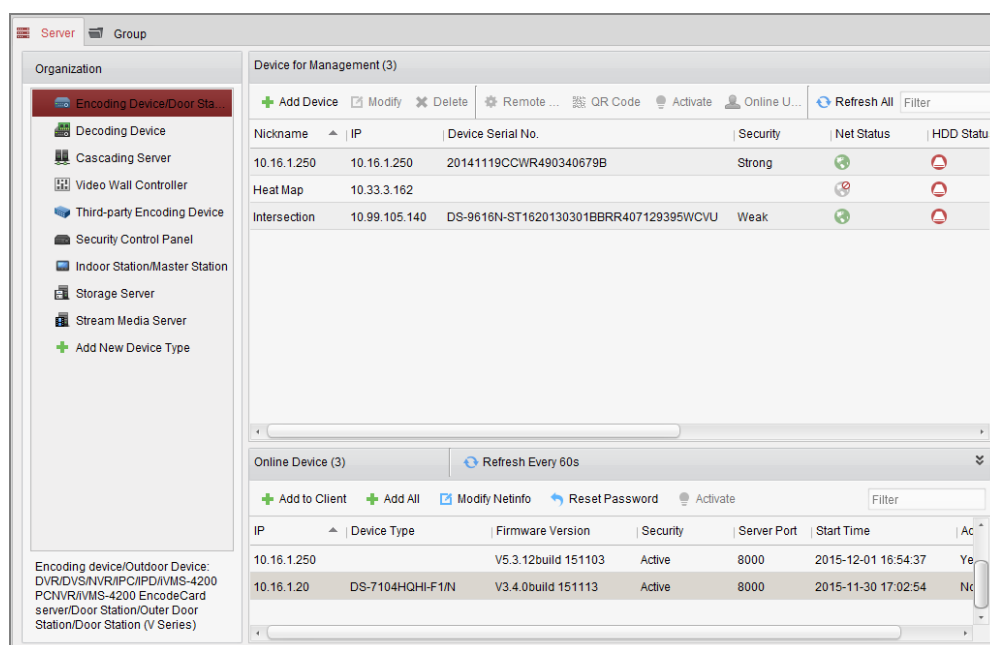 Server Group
Organization
Encoding Device/Door Sta...
Decoding Device
Cascading Server
Video Wall Controller
Third-party Encoding Device
Security Control Panel
Indoor Station/Master Station
Storage Server
Stream Media Server
Add New Device Type
Encoding device/Outdoor Device:
DVR/DVS/NVR/IPC/IPD/iVMS-4200
PCNVR/iVMS-4200 EncodeCard
server/Door Station/Outer Door
Station/Door Station (V Series)
Device for Management (3)
Add Device Modify Delete Remote ... QR Code Activate Online U... Refresh All Filter
Nickname IP Device Serial No. Security Net Status HDD Statu
10.16.1.250 10.16.1.250 20141119CCWR490340679B Strong
Heat Map 10.33.3.162
Intersection 10.99.105.140 DS-9616N-ST1620130301BBRR407129395WCVU Weak
Online Device (3) Refresh Every 60s
Add to Client Add All Modify Netinfo Reset Password Activate Filter
IP Device Type Firmware Version Security Server Port Start Time Ad
10.16.1.250 V5.3.12build 151103 Active 8000 2015-12-01 16:54:37 Ye
10.16.1.20 DS-7104HQHI-F1/N V3.4.0build 151113 Active 8000 2015-11-30 17:02:54 No